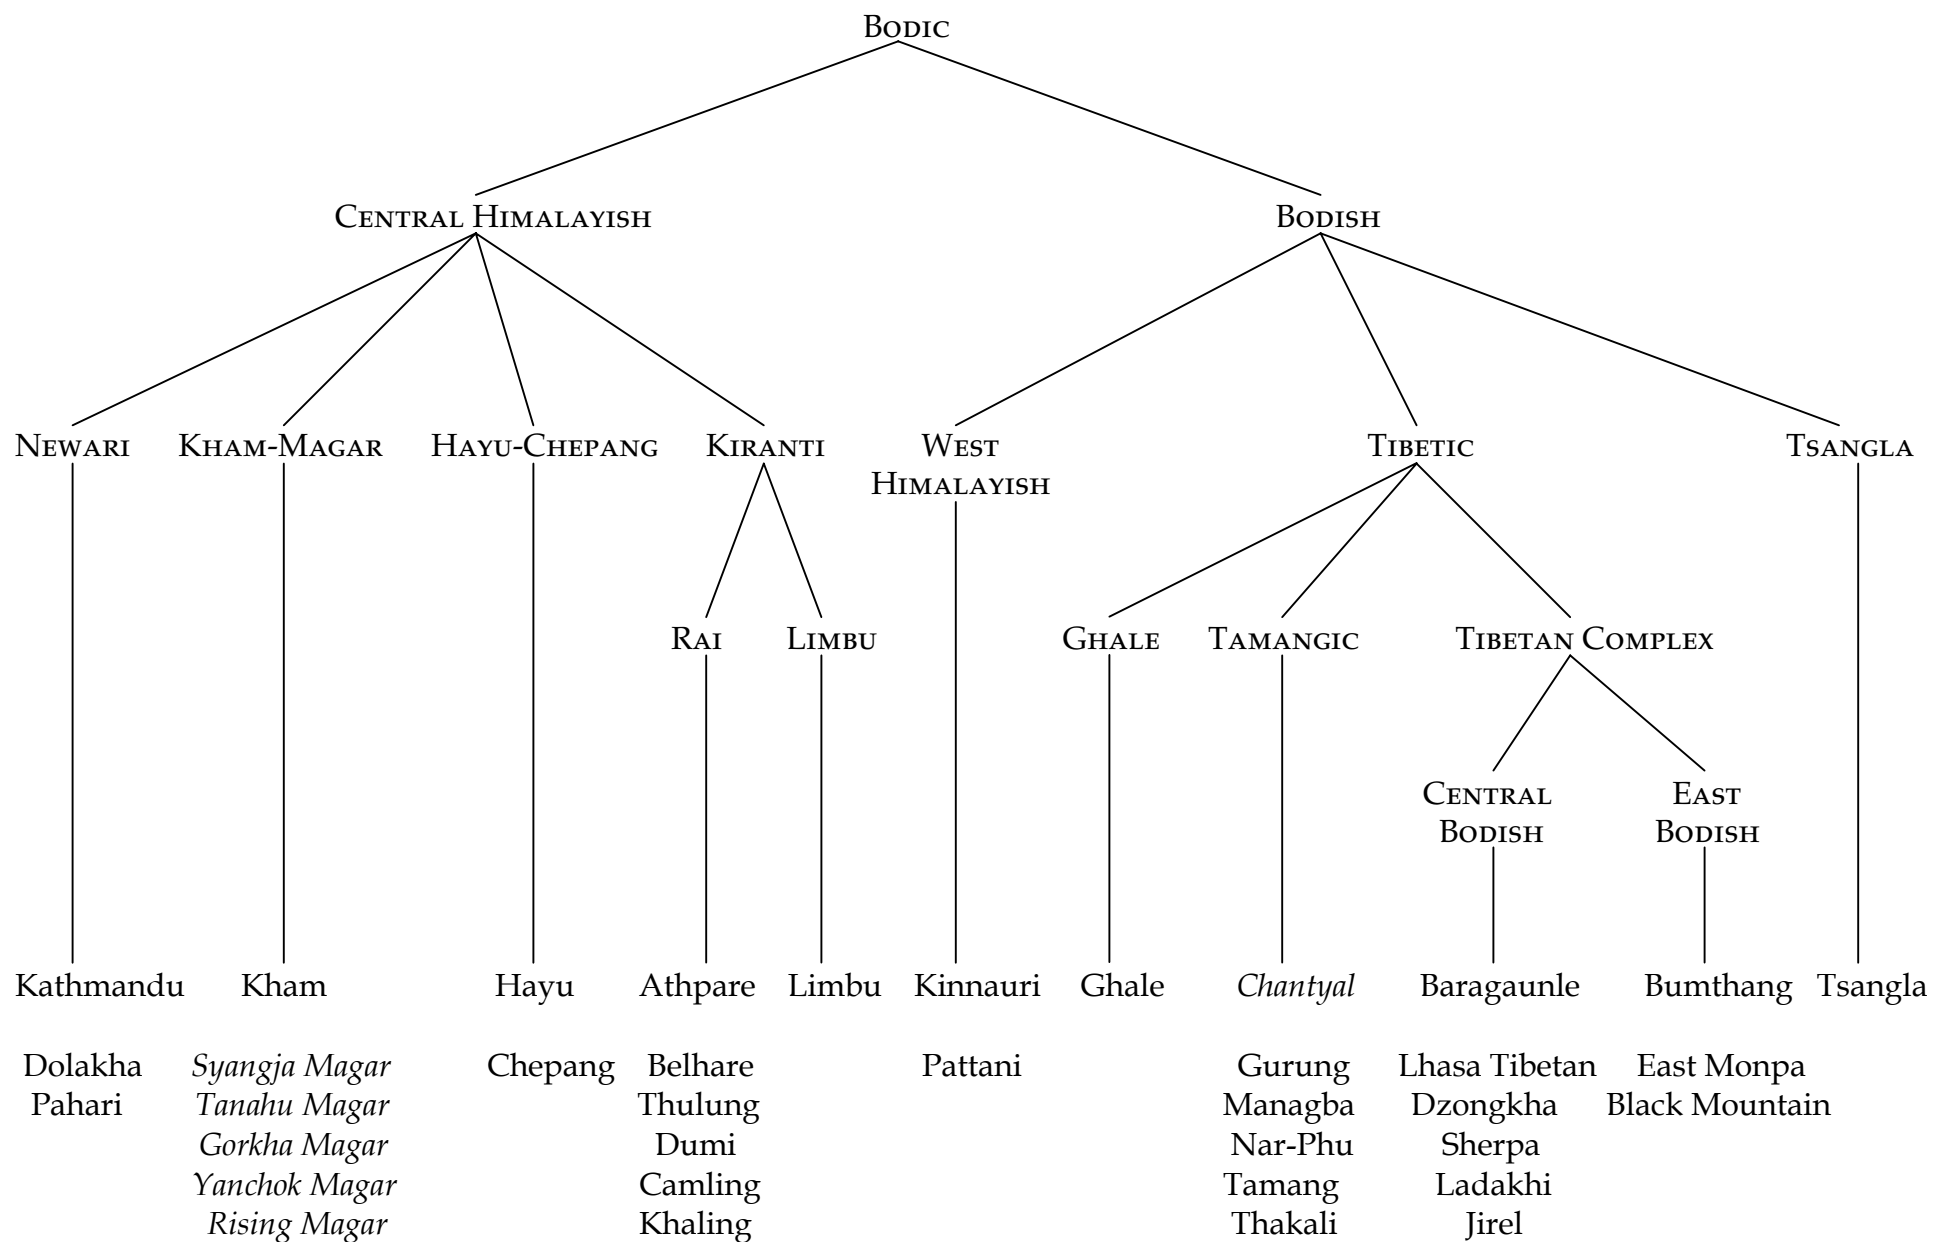 BODIC
CENTRAL HIMALAYISH BODISH
NEWARI KHAM-MAGAR HAYU-CHEPANG KIRANTI WEST TIBETIC TSANGLA
HIMALAYISH
RAI LIMBU GHALE TAMANGIC TIBETAN COMPLEX
CENTRAL EAST
BODISH BODISH
Kathmandu Kham Hayu Athpare Limbu Kinnauri Ghale Chantyal Baragaunle Bumthang Tsangla
Dolakha Syangja Magar Chepang Belhare Pattani Gurung Lhasa Tibetan East Monpa
Pahari Tanahu Magar Thulung Managba Dzongkha Black Mountain
Gorkha Magar Dumi Nar-Phu Sherpa
Yanchok Magar Camling Tamang Ladakhi
Rising Magar Khaling Thakali Jirel